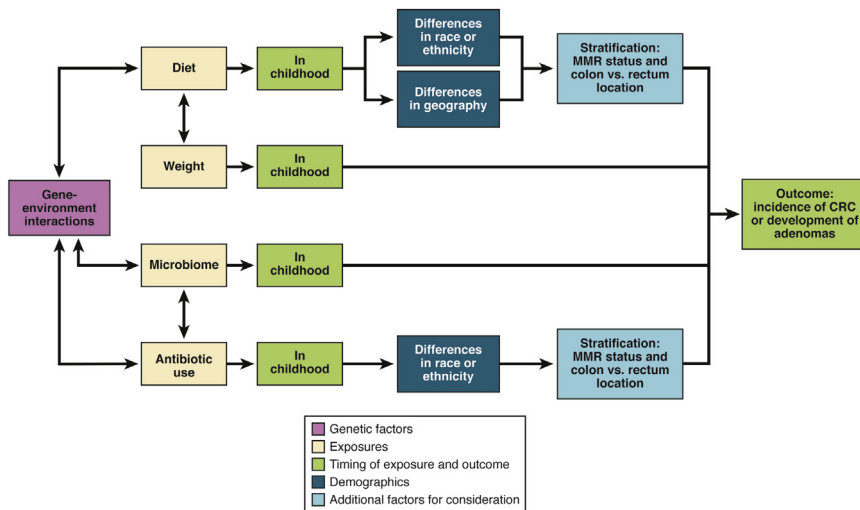 Differences in
race or
ethnicity
Diet
In
childhood
Stratification:
MMR status and
colon vs. rectum
location
Differences
in geography
Weight
In
childhood
Gene-
environment
interactions
Outcome:
incidence of CRC
or development of
adenomas
Microbiome
In
childhood
Antibiotic
use
In
childhood
Differences in
race or
ethnicity
Stratification:
MMR status and
colon vs. rectum
location
Genetic factors
Exposures
Timing of exposure and outcome
Demographics
Additional factors for consideration